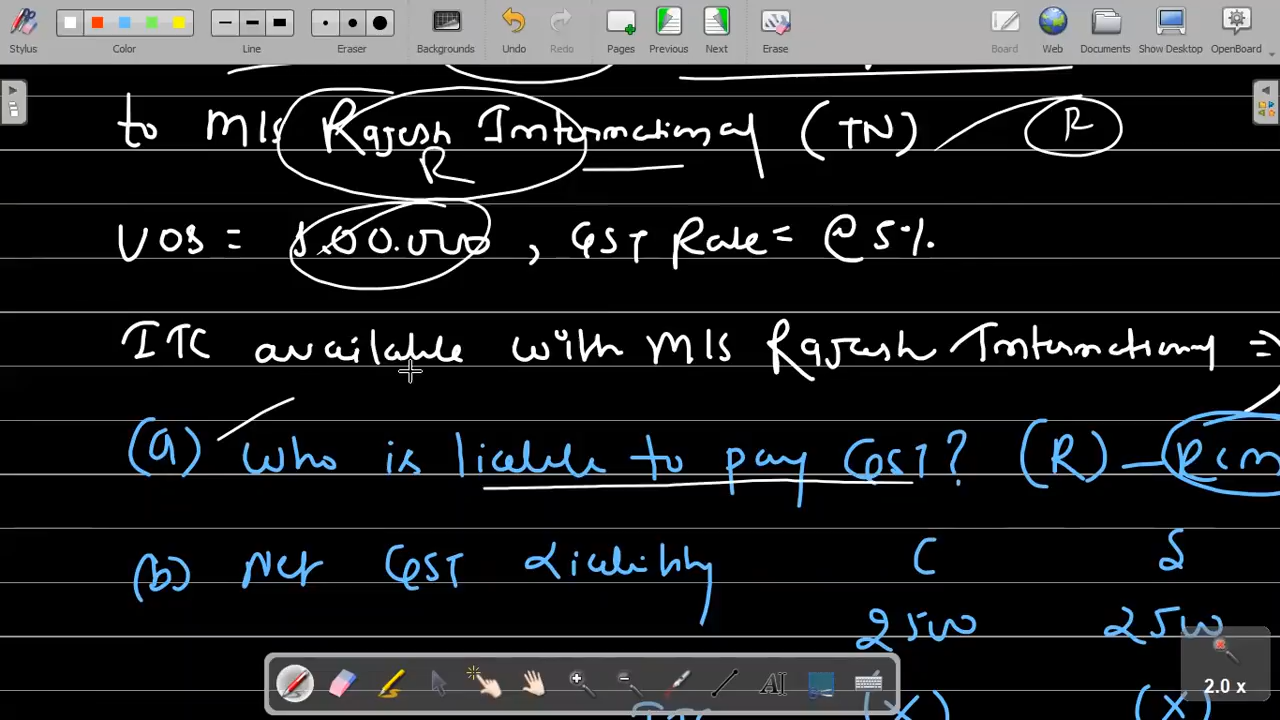 Stylus Color Line Eraser Backgrounds Undo Redo Pages Previous Next Erase Board Web Documents Show Desktop OpenBoard
to M/s Rajesh International (TN) R
R
VOS = 1,00,000, GST Rate = @ 5%.
ITC available with M/s Rajesh International ⇒
(a) Who is liable to pay GST? (R) – RCM
(b) Net GST Liability C S
2500 2500
ITC (X) (X)
2.0 x